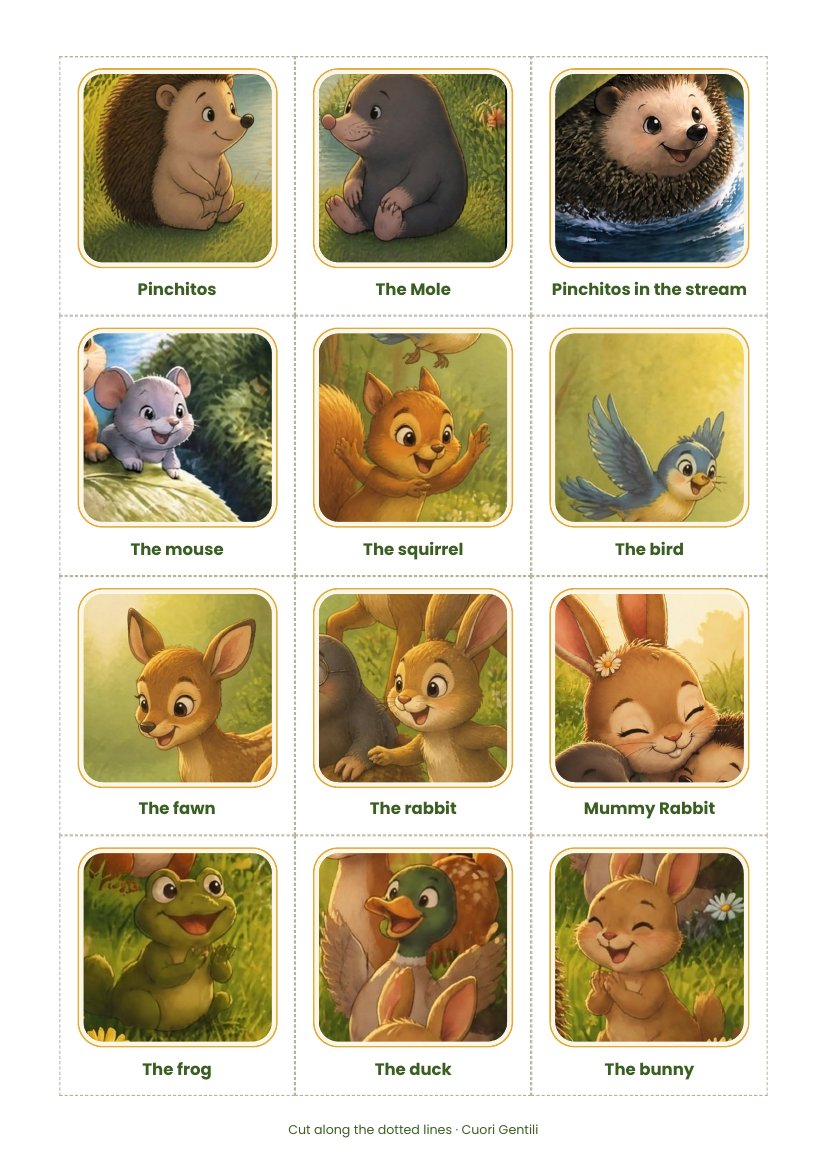 Pinchitos
The Mole
Pinchitos in the stream
The mouse
The squirrel
The bird
The fawn
The rabbit
Mummy Rabbit
The frog
The duck
The bunny
Cut along the dotted lines · Cuori Gentili